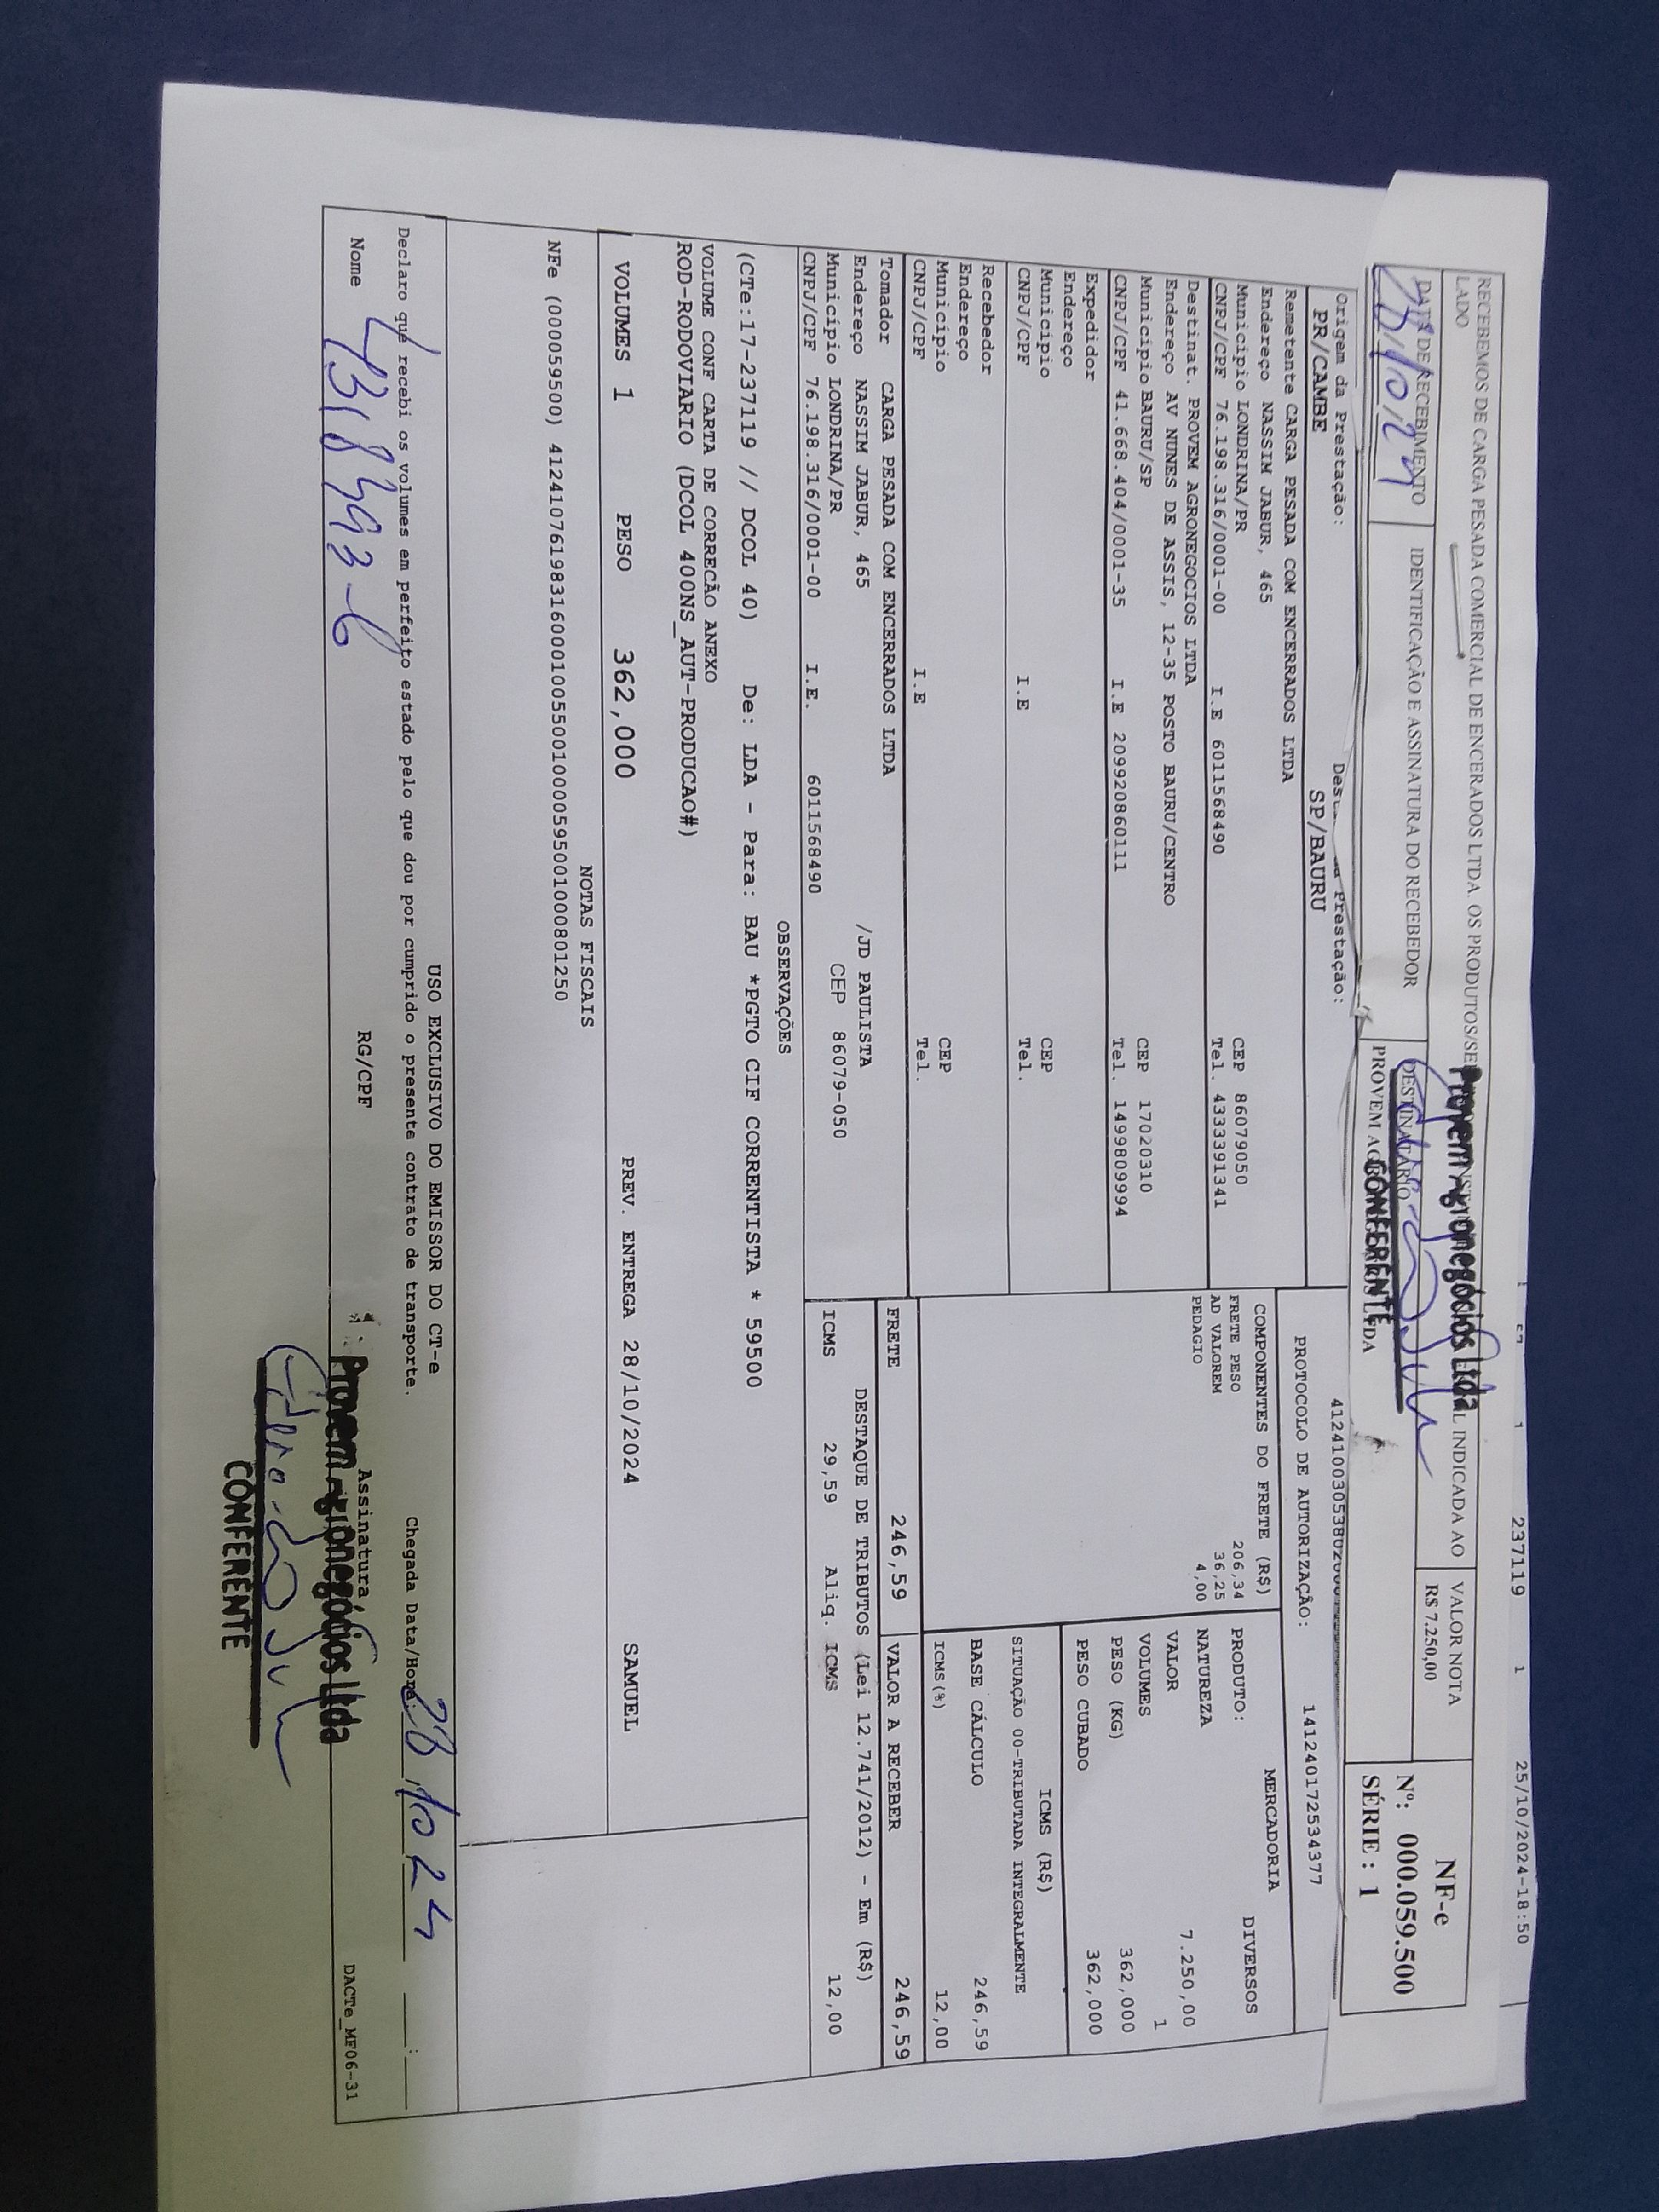 57 1 237119 1 25/10/2024-18:50
RECEBEMOS DE CARGA PESADA COMERCIAL DE ENCERADOS LTDA. OS PRODUTOS/SE L INDICADA AO
LADO
Provem Agronegócios Ltda
VALOR NOTA
R$ 7.250,00
NF-e
Nº: 000.059.500
SÉRIE : 1
DATA DE RECEBIMENTO
28/10/24
IDENTIFICAÇÃO E ASSINATURA DO RECEBEDOR
DESTINATÁRIO
PROVEM AG LTDA
CONFERENTE
Origem da Prestação: Prestação:
PR/CAMBE SP/BAURU
Remetente CARGA PESADA COM ENCERRADOS LTDA
Endereço NASSIM JABUR, 465
Município LONDRINA/PR CEP 86079050
CNPJ/CPF 76.198.316/0001-00 I.E 6011568490 Tel. 4333391341
Destinat. PROVEM AGRONEGOCIOS LTDA
Endereço AV NUNES DE ASSIS, 12-35 POSTO BAURU/CENTRO
Município BAURU/SP CEP 17020310
CNPJ/CPF 41.668.404/0001-35 I.E 209920860111 Tel. 14998099994
Expedidor
Endereço
Município CEP
CNPJ/CPF I.E Tel.
Recebedor
Endereço
Município CEP
CNPJ/CPF I.E Tel.
Tomador CARGA PESADA COM ENCERRADOS LTDA
Endereço NASSIM JABUR, 465 /JD PAULISTA
Município LONDRINA/PR CEP 86079-050
CNPJ/CPF 76.198.316/0001-00 I.E. 6011568490
PROTOCOLO DE AUTORIZAÇÃO: 141240172534377
COMPONENTES DO FRETE (R$)
FRETE PESO 206,34
AD VALOREM 36,25
PEDAGIO 4,00
MERCADORIA
PRODUTO: DIVERSOS
NATUREZA
VALOR 7.250,00
VOLUMES 1
PESO (KG) 362,000
PESO CUBADO 362,000
ICMS (R$)
SITUAÇÃO 00-TRIBUTADA INTEGRALMENTE
BASE CÁLCULO 246,59
ICMS(%) 12,00
FRETE 246,59 VALOR A RECEBER 246,59
DESTAQUE DE TRIBUTOS (Lei 12.741/2012) - Em (R$)
ICMS 29,59 Aliq. ICMS 12,00
OBSERVAÇÕES
(CTe:17-237119 // DCOL 40) De: LDA - Para: BAU *PGTO CIF CORRENTISTA * 59500
VOLUME CONF CARTA DE CORREÇÃO ANEXO
ROD-RODOVIARIO (DCOL 400NS_AUT-PRODUCAO#)
VOLUMES 1 PESO 362,000 PREV. ENTREGA 28/10/2024 SAMUEL
NOTAS FISCAIS
NFe (000059500) 41241076198316000100550010000595001000801250
USO EXCLUSIVO DO EMISSOR DO CT-e
Declaro que recebi os volumes em perfeito estado pelo que dou por cumprido o presente contrato de transporte. Chegada Data/Hora: 28/10 24 :
Nome RG/CPF Assinatura DACTe_MF06-31
Provem Agronegócios Ltda
CONFERENTE